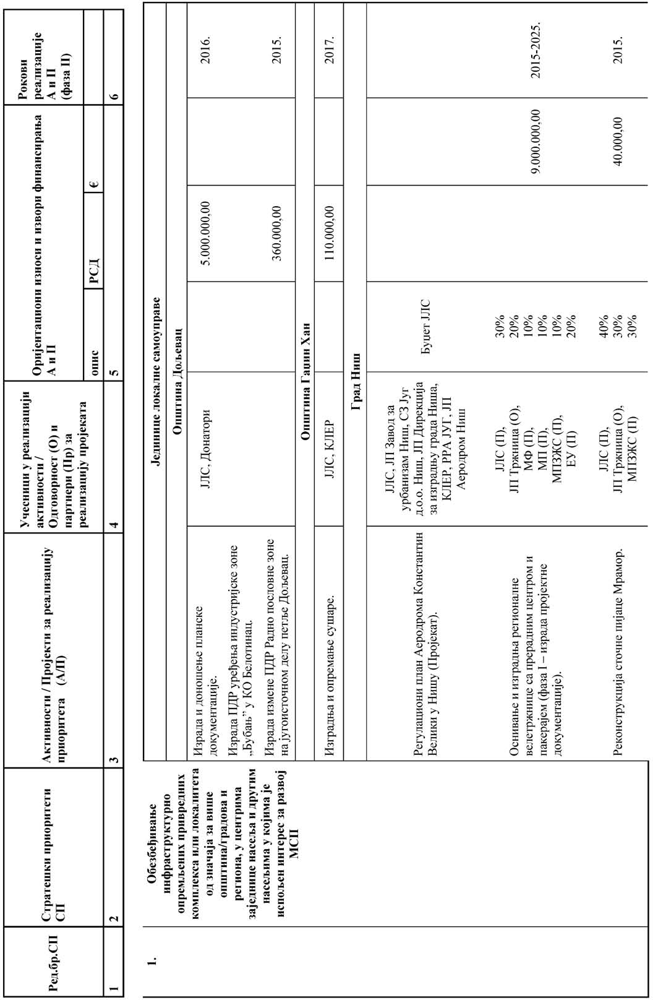 Ред.бр.СП
Стратешки приоритети
СП
Активности / Пројекти за реализацију
приоритета (А/П)
Учесници у реализацији
активности /
Одговорност (О) и
партнери (Пр) за
реализацију пројеката
Оријентациони износи и извори финансирања
А и П
опис
РСД
€
Рокови
реализације
А и П
(фаза II)
1
2
3
4
5
6
1.
Обезбеђивање
инфраструктурно
опремљених привредних
комплекса или локалитета
од значаја за више
општина/градова и
региона, у центрима
заједнице насеља и другим
насељима у којима је
испољен интерес за развој
МСП
Јединице локалне самоуправе
Општина Дољевац
Израда и доношење планске
документације.
ЈЛС, Донатори
5.000.000,00
2016.
Израда ПДР уређења индустријске зоне
„Бубањ” у КО Белотинац.
Израда измене ПДР Радно пословне зоне
на југоисточном делу петље Дољевац.
360.000,00
2015.
Општина Гаџин Хан
Изградња и опремање сушаре.
ЈЛС, КЛЕР
110.000,00
2017.
Град Ниш
Регулациони план Аеродрома Константин
Велики у Нишу (Пројекат).
ЈЛС, ЈП Завод за
урбанизам Ниш, СЗ Југ
д.о.о. Ниш, ЈП Дирекција
за изградњу града Ниша,
КЛЕР, РРА ЈУГ, ЈП
Аеродром Ниш
Буџет ЈЛС
Оснивање и изградња регионалне
велетржнице са прерадним центром и
пакерајем (фаза I – израда пројектне
документације).
ЈЛС (П),
ЈП Тржница (О),
МФ (П),
МП (П),
МПЗЖС (П),
ЕУ (П)
30%
20%
10%
10%
10%
20%
9.000.000,00
2015-2025.
Реконструкција сточне пијаце Мрамор.
ЈЛС (П),
ЈП Тржница (О),
МПЗЖС (П)
40%
30%
30%
40.000,00
2015.